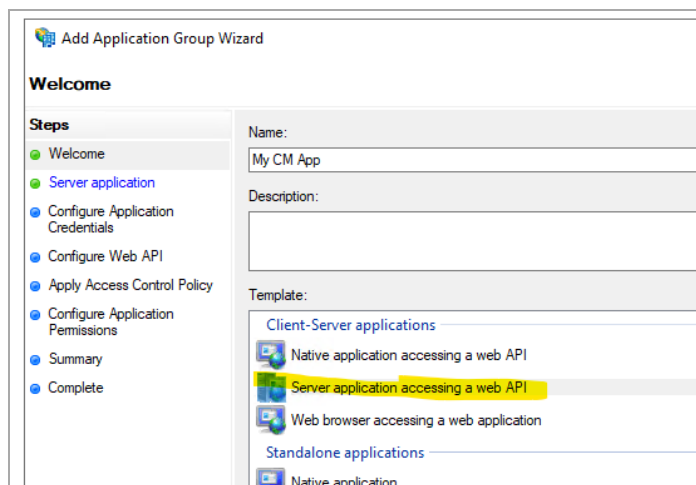 Add Application Group Wizard
Welcome
Steps
Welcome
Server application
Configure Application
Credentials
Configure Web API
Apply Access Control Policy
Configure Application
Permissions
Summary
Complete
Name:
My CM App
Description:
Template:
Client-Server applications
Native application accessing a web API
Server application accessing a web API
Web browser accessing a web application
Standalone applications
Native application